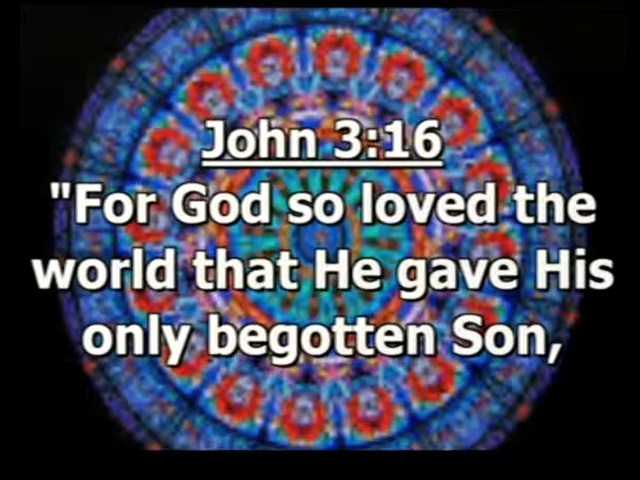 John 3:16
"For God so loved the
world that He gave His
only begotten Son,